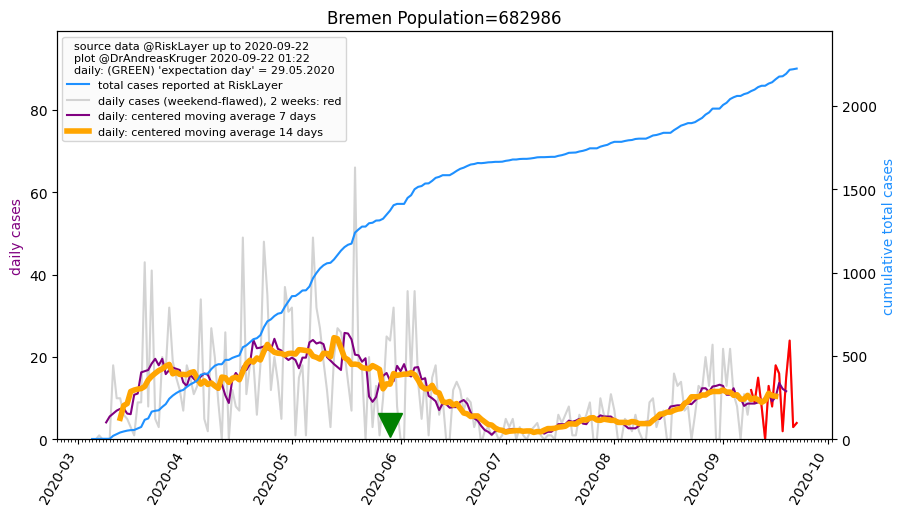 Bremen Population=682986
source data @RiskLayer up to 2020-09-22
plot @DrAndreasKruger 2020-09-22 01:22
daily: (GREEN) 'expectation day' = 29.05.2020
total cases reported at RiskLayer
daily cases (weekend-flawed), 2 weeks: red
daily: centered moving average 7 days
daily: centered moving average 14 days
daily cases
80
60
40
20
0
cumulative total cases
2000
1500
1000
500
0
2020-03
2020-04
2020-05
2020-06
2020-07
2020-08
2020-09
2020-10